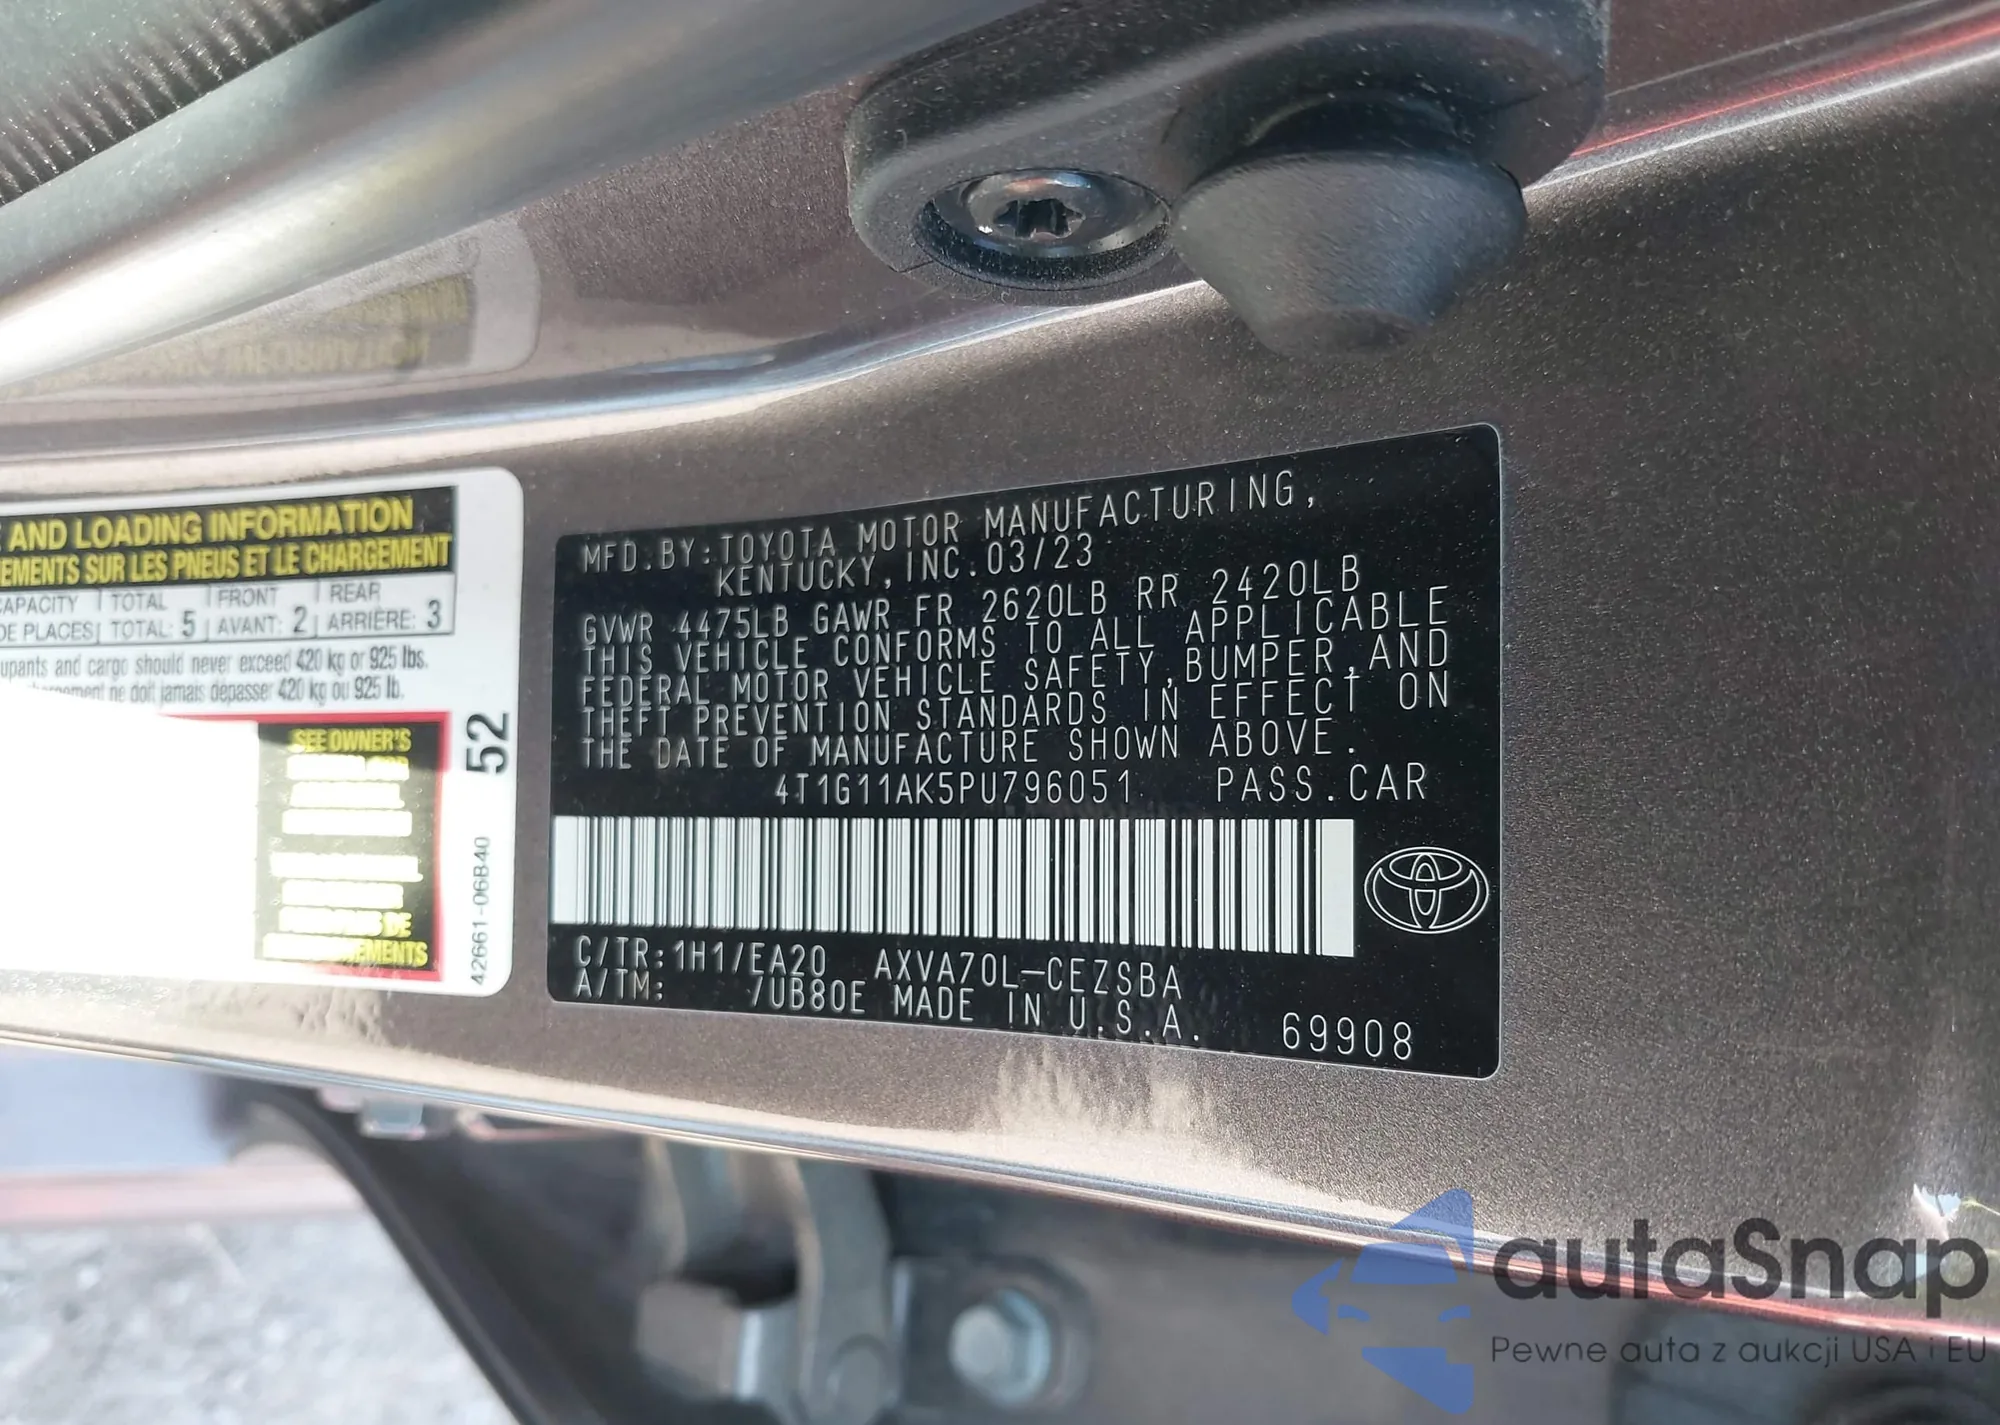 E AND LOADING INFORMATION
EMENTS SUR LES PNEUS ET LE CHARGEMENT
CAPACITY TOTAL FRONT REAR
DE PLACES TOTAL: 5 AVANT: 2 ARRIÈRE: 3
upants and cargo should never exceed 420 kg or 925 lbs.
gement ne doit jamais dépasser 420 kg ou 925 lb.
SEE OWNER'S
52
42661-06B40
MFD.BY:TOYOTA MOTOR MANUFACTURING,
KENTUCKY,INC.03/23
GVWR 4475LB GAWR FR 2620LB RR 2420LB
THIS VEHICLE CONFORMS TO ALL APPLICABLE
FEDERAL MOTOR VEHICLE SAFETY,BUMPER,AND
THEFT PREVENTION STANDARDS IN EFFECT ON
THE DATE OF MANUFACTURE SHOWN ABOVE.
4T1G11AK5PU796051 PASS.CAR
C/TR:1H1/EA20 AXVA70L-CEZSBA
A/TM: /UB80E MADE IN U.S.A.
69908
autaSnap
Pewne auta z aukcji USA i EU